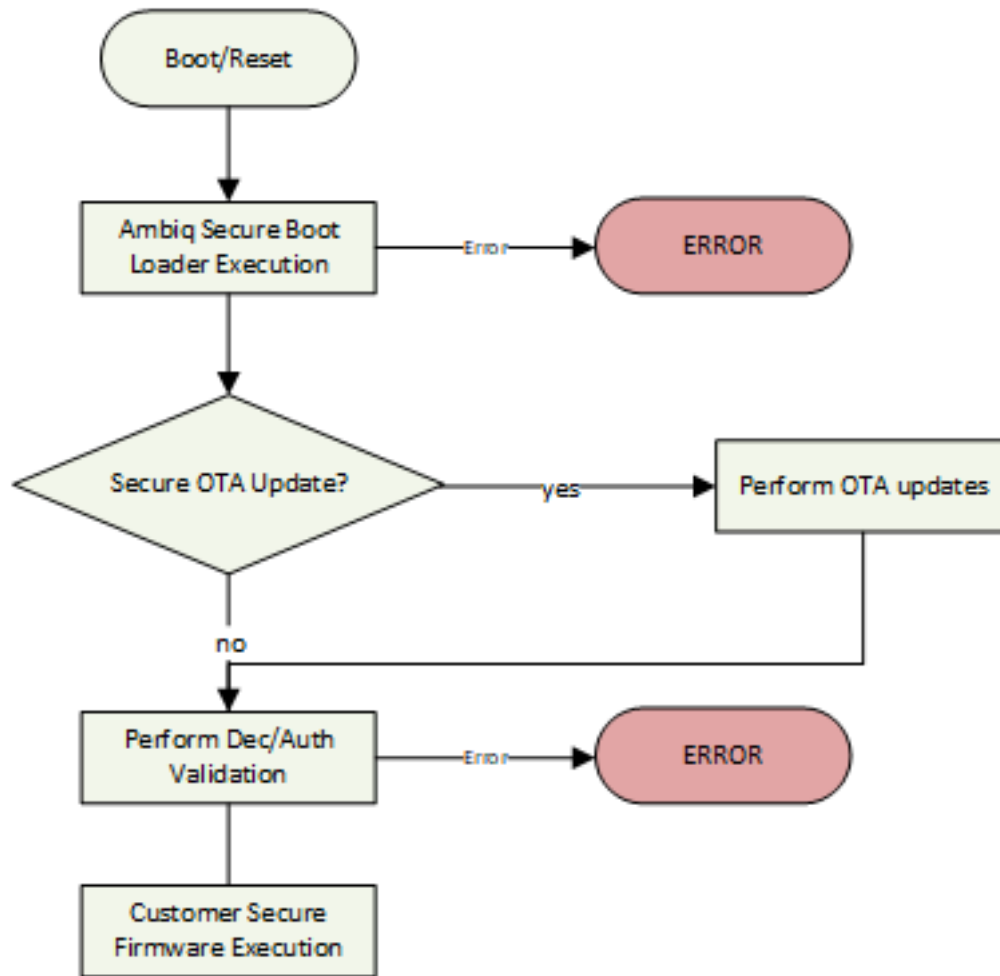 Boot/Reset
Ambiq Secure Boot
Loader Execution
Error
ERROR
Secure OTA Update?
yes
Perform OTA updates
no
Perform Dec/Auth
Validation
Error
ERROR
Customer Secure
Firmware Execution